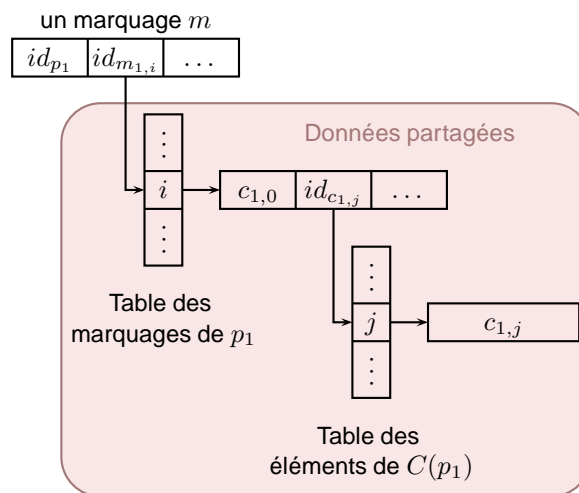 un marquage m
id_{p_1} id_{m_{1,i}} ...
Données partagées
⋮
i c_{1,0} id_{c_{1,j}} ...
⋮
⋮
Table des
marquages de p_1
j c_{1,j}
⋮
Table des
éléments de C(p_1)